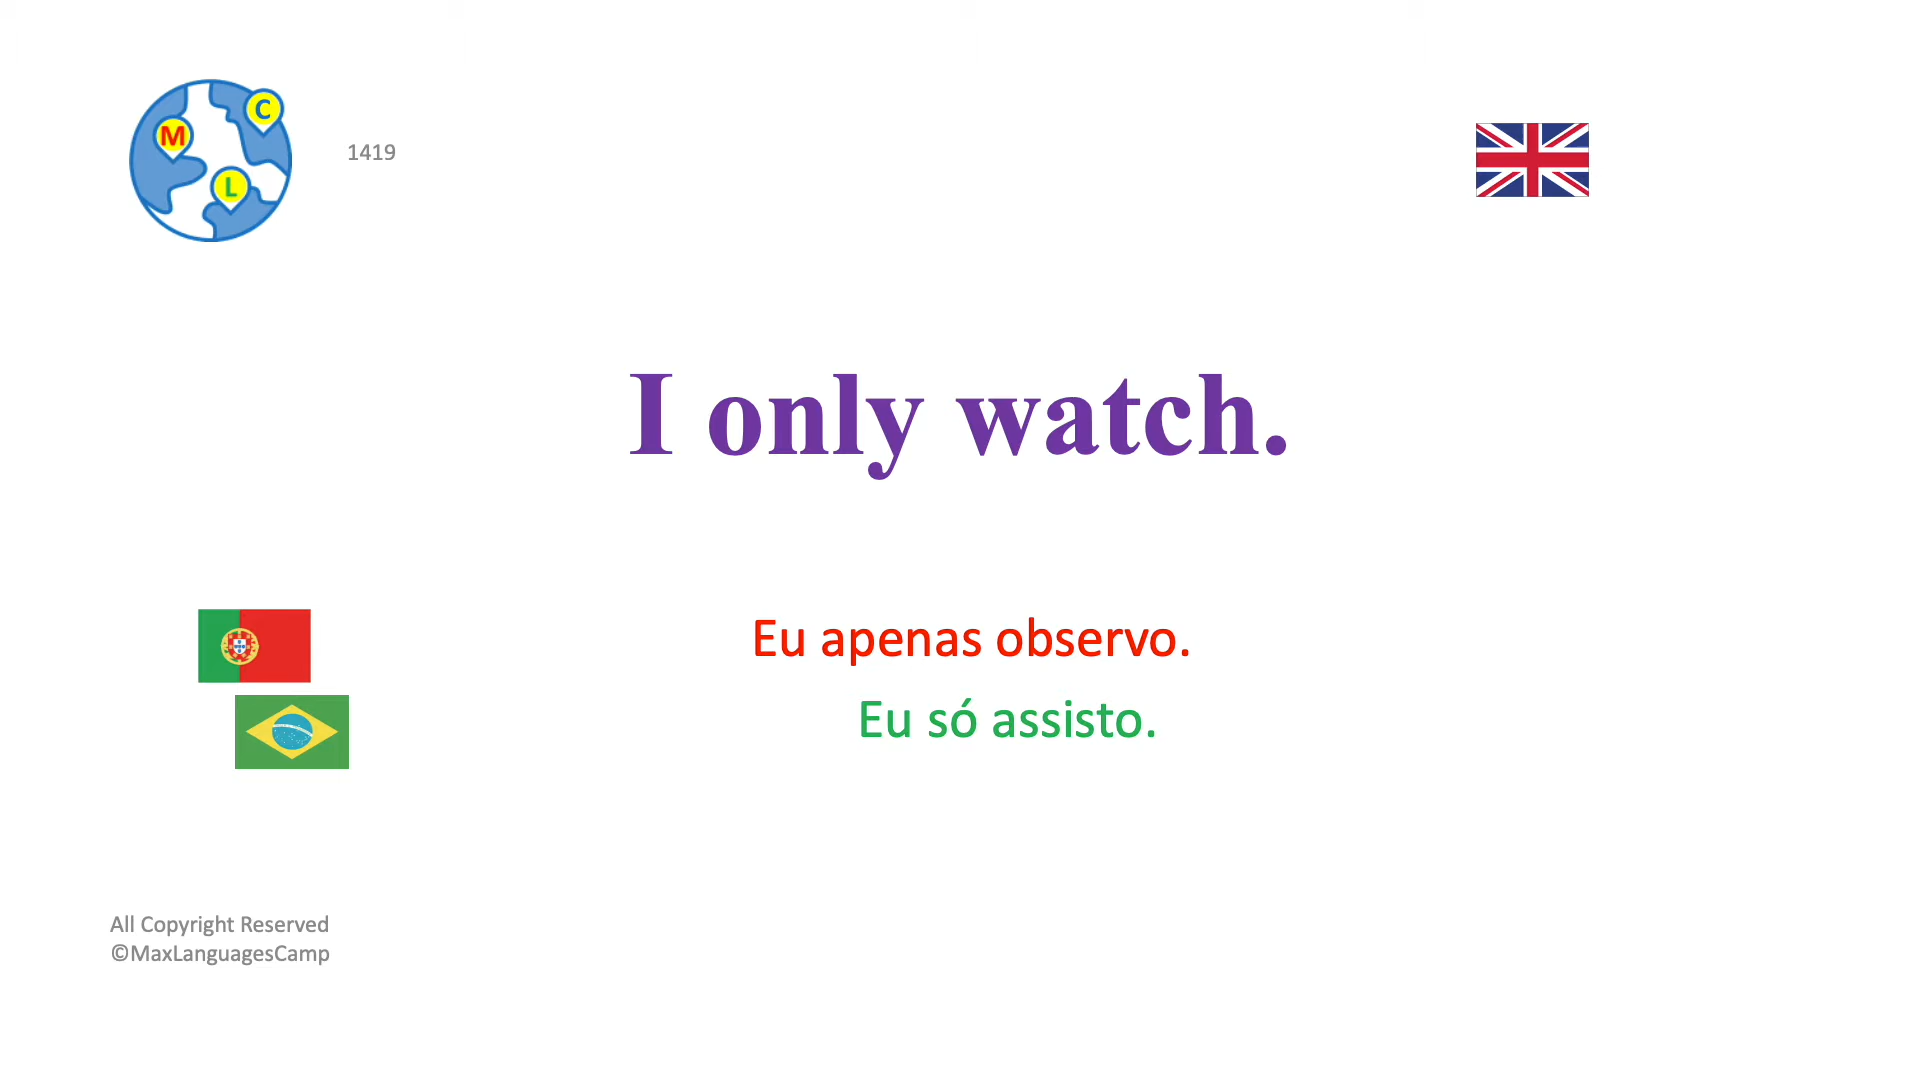 C
M
L
1419
I only watch.
Eu apenas observo.
Eu só assisto.
All Copyright Reserved
©MaxLanguagesCamp